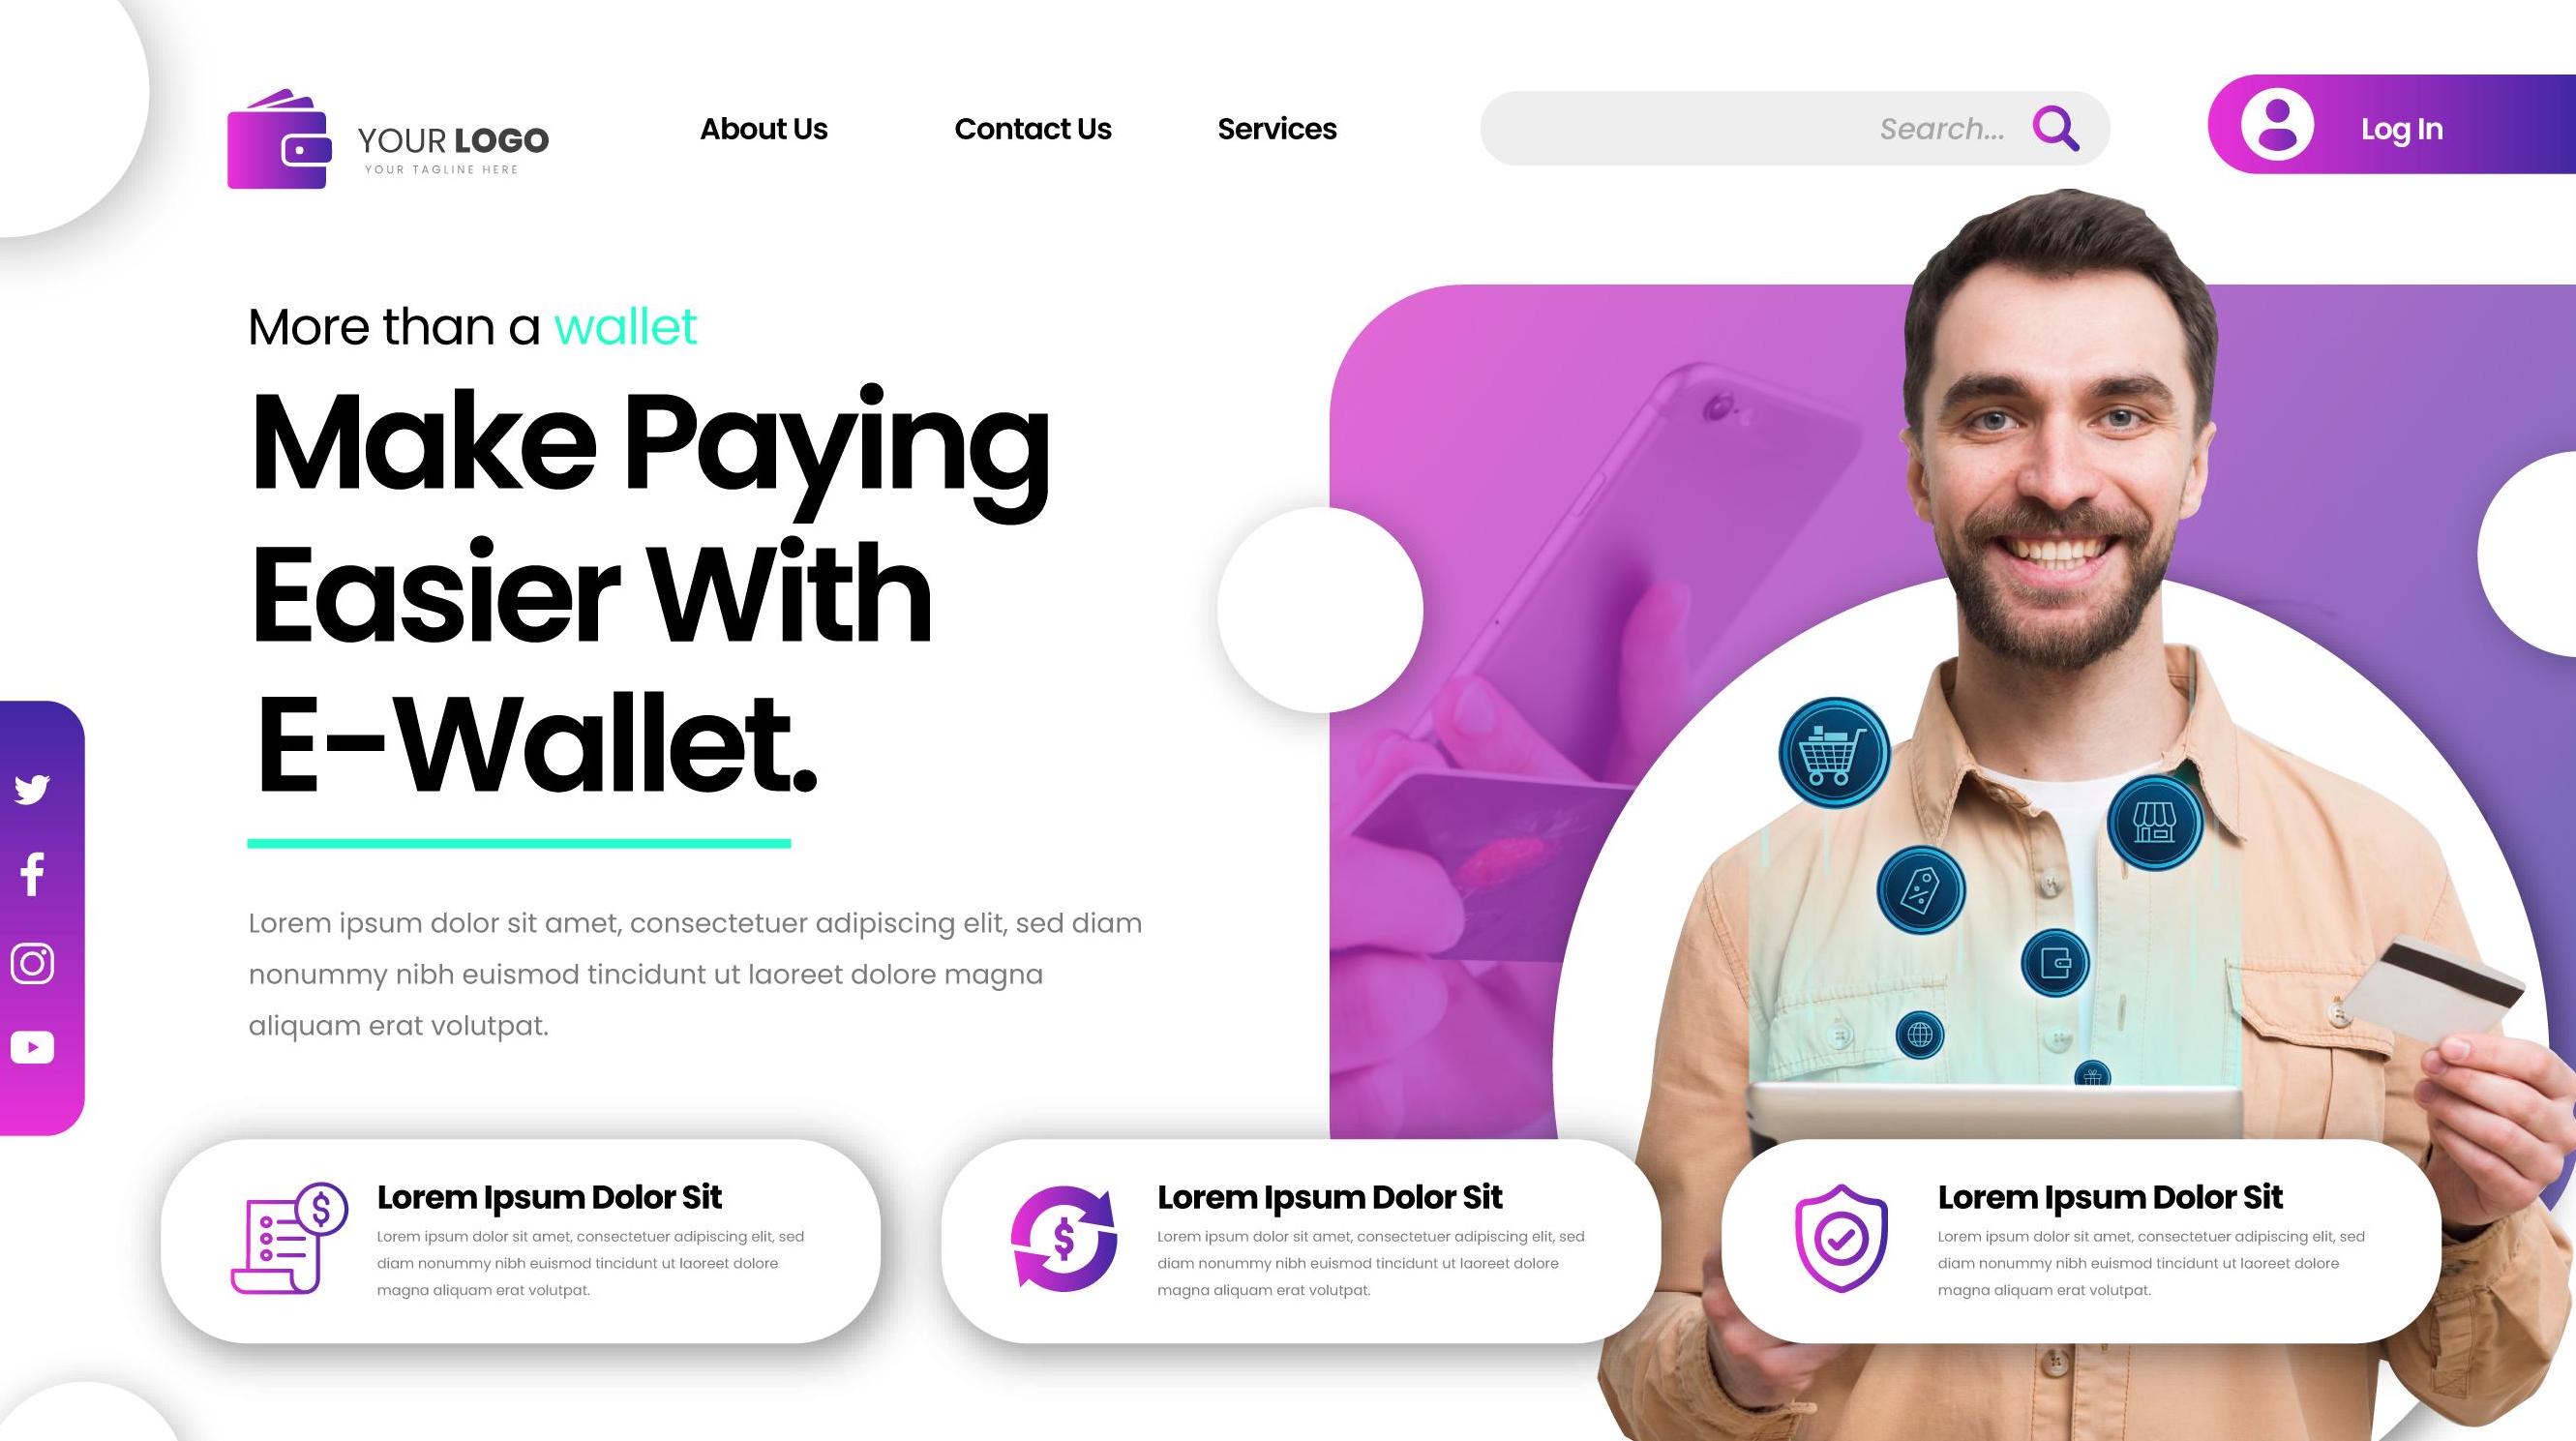 YOUR LOGO
YOUR TAGLINE HERE
About Us
Contact Us
Services
Search...
Log In
More than a wallet
Make Paying
Easier With
E-Wallet.
Lorem ipsum dolor sit amet, consectetuer adipiscing elit, sed diam
nonummy nibh euismod tincidunt ut laoreet dolore magna
aliquam erat volutpat.
Lorem Ipsum Dolor Sit
Lorem ipsum dolor sit amet, consectetuer adipiscing elit, sed
diam nonummy nibh euismod tincidunt ut laoreet dolore
magna aliquam erat volutpat.
Lorem Ipsum Dolor Sit
Lorem ipsum dolor sit amet, consectetuer adipiscing elit, sed
diam nonummy nibh euismod tincidunt ut laoreet dolore
magna aliquam erat volutpat.
Lorem Ipsum Dolor Sit
Lorem ipsum dolor sit amet, consectetuer adipiscing elit, sed
diam nonummy nibh euismod tincidunt ut laoreet dolore
magna aliquam erat volutpat.